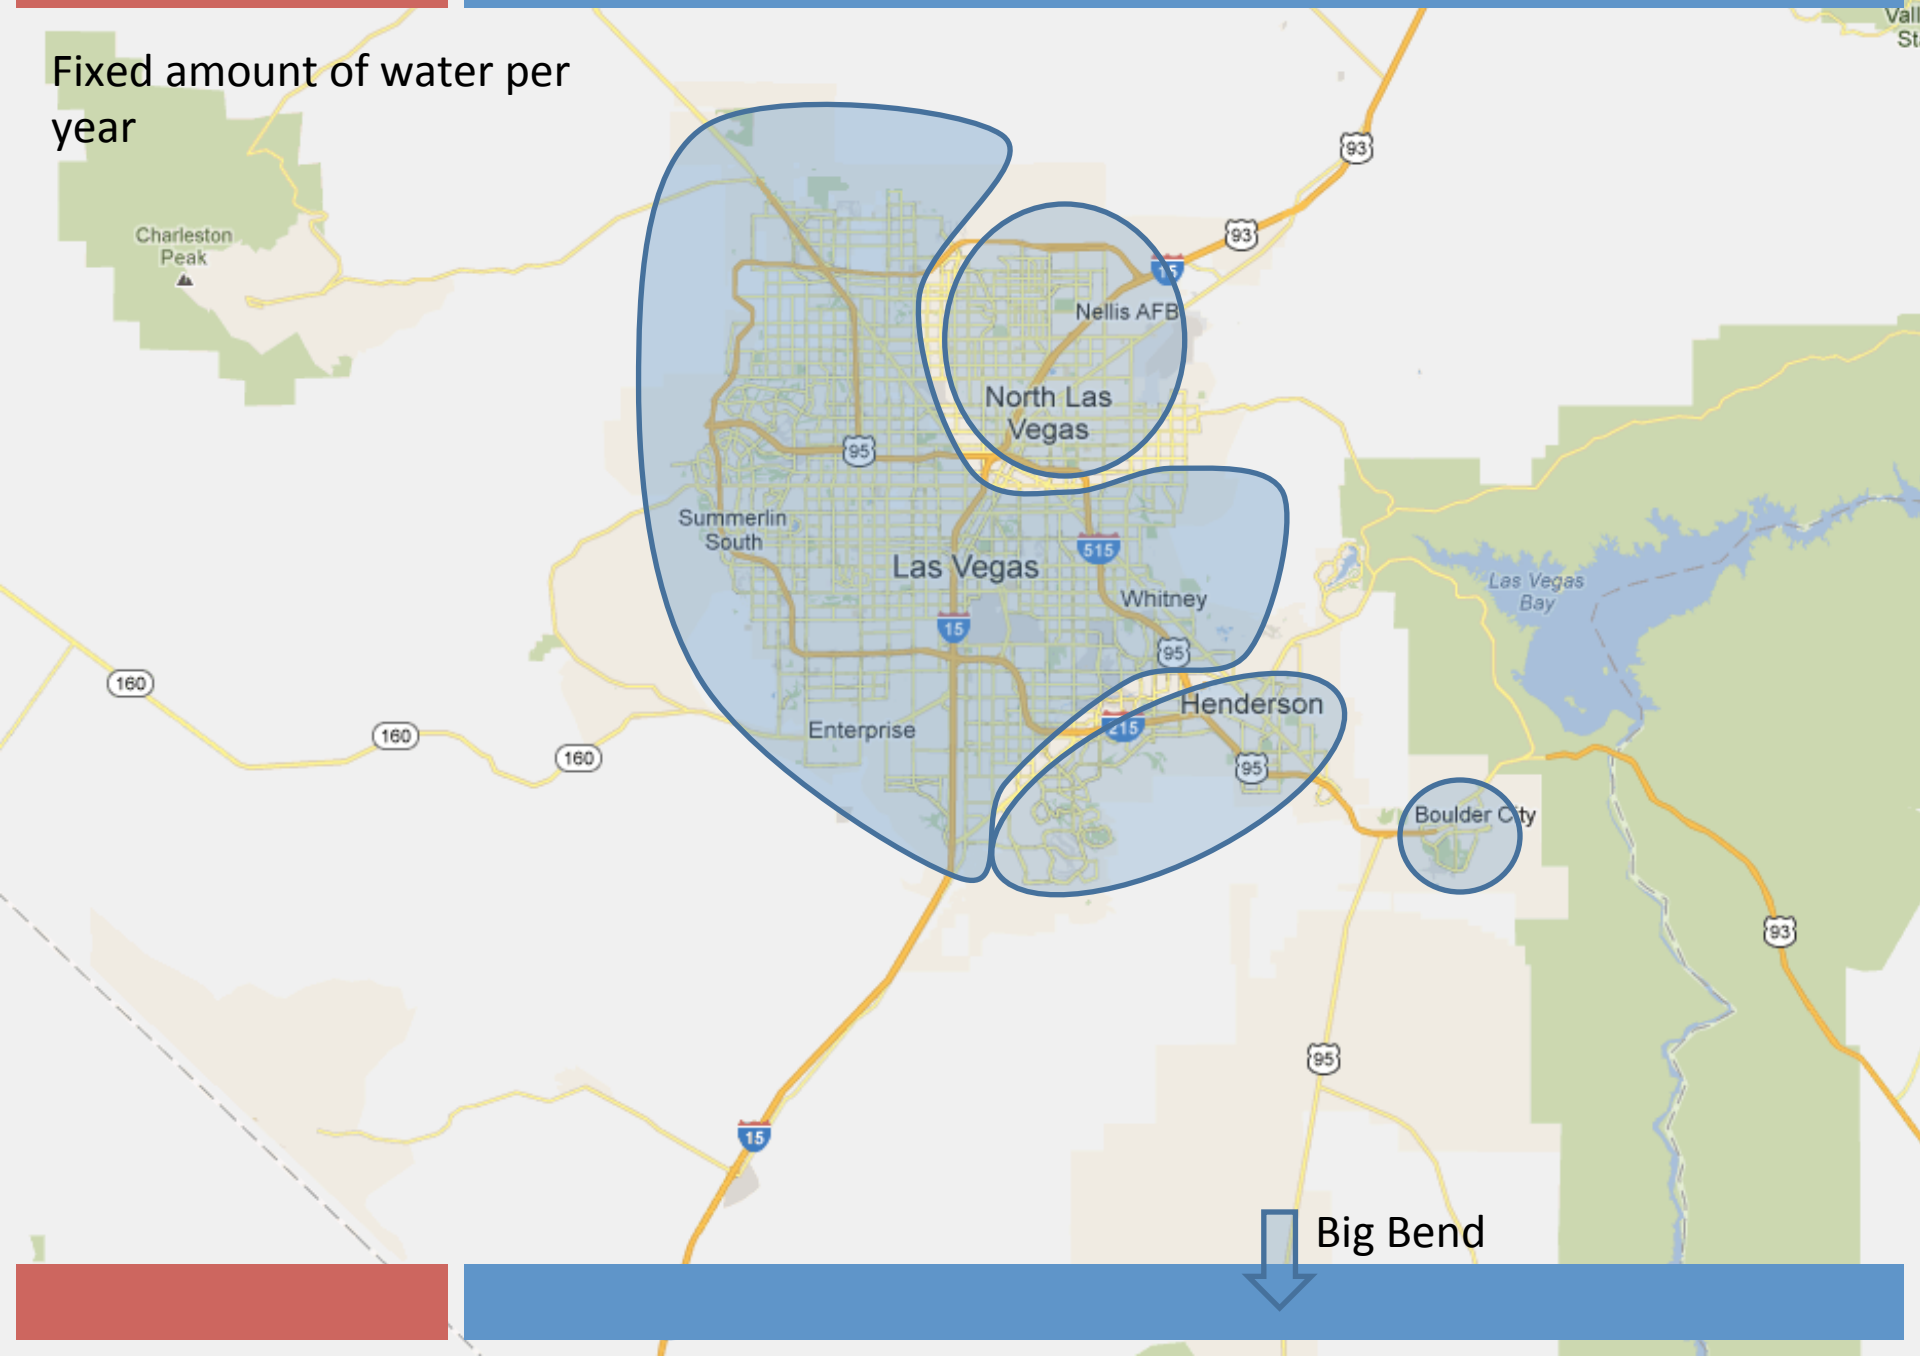 Vall
St
Fixed amount of water per
year
93
93
Charleston
Peak
15
Nellis AFB
North Las
Vegas
95
Summerlin
South
515
Las Vegas
Las Vegas
Bay
Whitney
15
95
160
Henderson
215
Enterprise
160
160
95
Boulder City
93
95
15
Big Bend